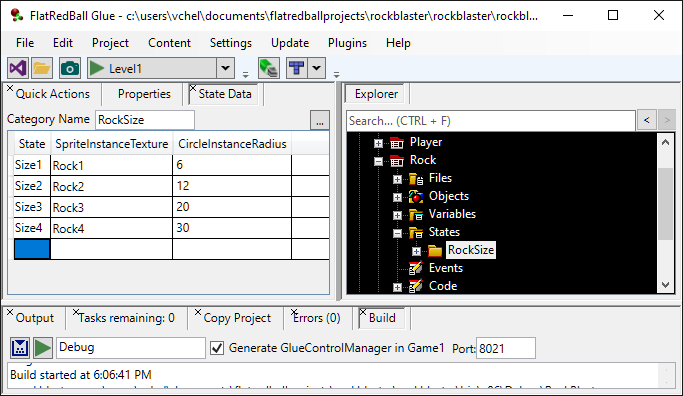 FlatRedBall Glue - c:\users\vchel\documents\flatredballprojects\rockblaster\rockblaster\rockbl...
File Project Content Settings Update Plugins Help
Level1
Quick Actions Properties State Data
Category Name RockSize ...
State SpriteInstanceTexture CircleInstanceRadius
Size1 Rock1 6
Size2 Rock2 12
Size3 Rock3 20
Size4 Rock4 30
Explorer
Search... (CTRL + F) < >
Player
Rock
Files
Objects
Variables
States
RockSize
Events
Code
Output Tasks remaining: 0 Copy Project Errors (0) Build
Debug Generate GlueControlManager in Game1 Port: 8021
Build started at 6:06:41 PM